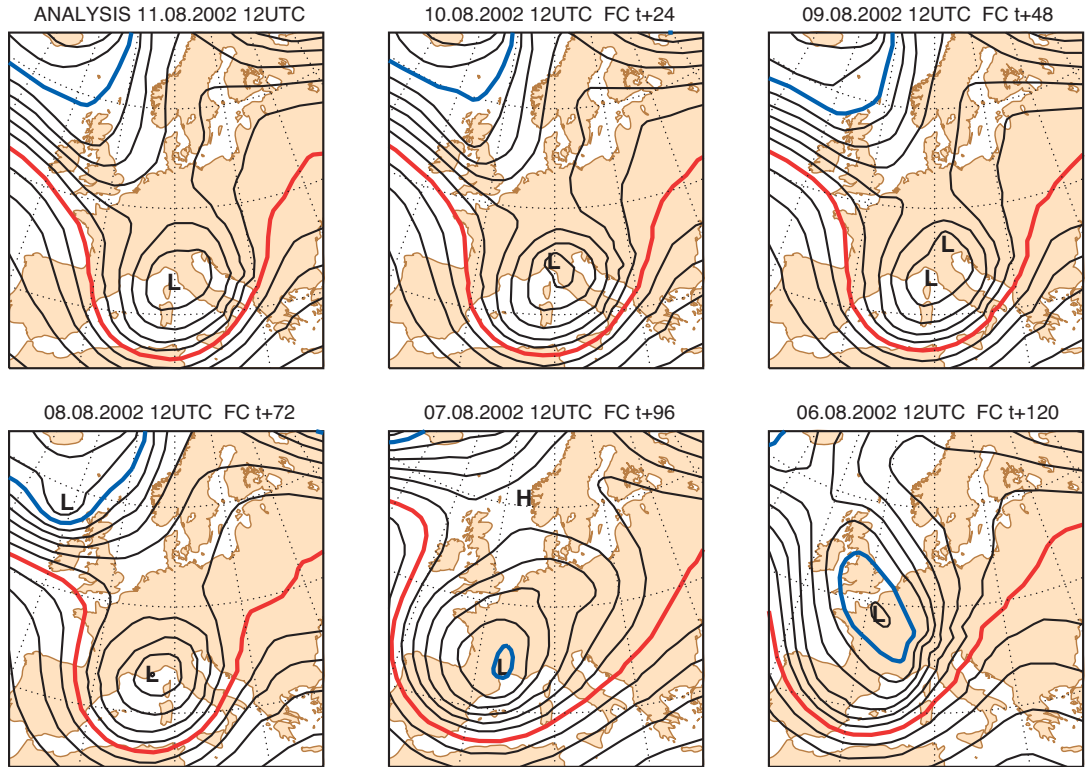 ANALYSIS 11.08.2002 12UTC
10.08.2002 12UTC FC t+24
09.08.2002 12UTC FC t+48
L
L
L
L
08.08.2002 12UTC FC t+72
07.08.2002 12UTC FC t+96
06.08.2002 12UTC FC t+120
L
H
L
L
L